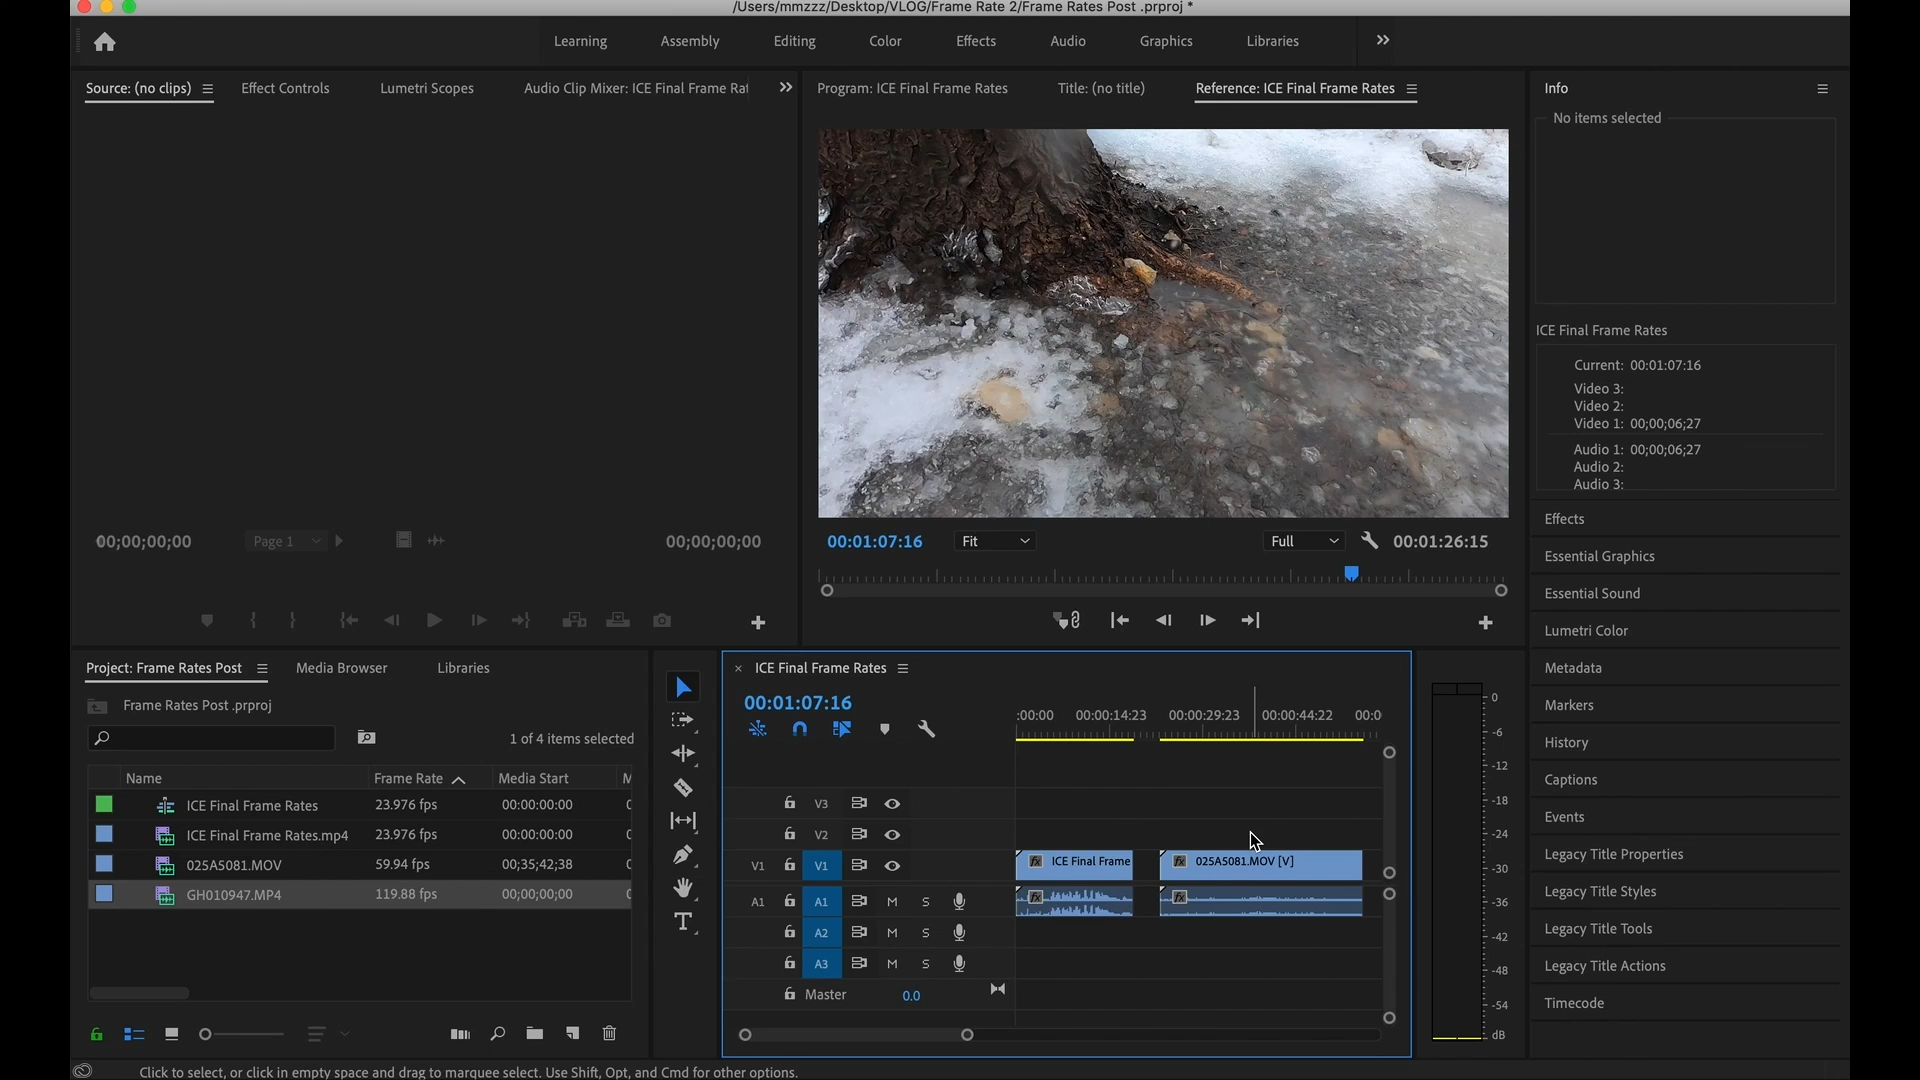 /Users/mmzzz/Desktop/VLOG/Frame Rate 2/Frame Rates Post .prproj *
Learning Assembly Editing Color Effects Audio Graphics Libraries
Source: (no clips) Effect Controls Lumetri Scopes Audio Clip Mixer: ICE Final Frame Rat
Program: ICE Final Frame Rates Title: (no title) Reference: ICE Final Frame Rates
Info
No items selected
ICE Final Frame Rates
Current: 00:01:07:16
Video 3:
Video 2:
Video 1: 00;00;06;27
Audio 1: 00;00;06;27
Audio 2:
Audio 3:
00;00;00;00 Page 1 00;00;00;00
00:01:07:16 Fit Full 00:01:26:15
Effects
Essential Graphics
Essential Sound
Lumetri Color
Metadata
Markers
History
Captions
Events
Legacy Title Properties
Legacy Title Styles
Legacy Title Tools
Legacy Title Actions
Timecode
Project: Frame Rates Post Media Browser Libraries
Frame Rates Post .prproj
1 of 4 items selected
Name Frame Rate Media Start M
ICE Final Frame Rates 23.976 fps 00:00:00:00 0
ICE Final Frame Rates.mp4 23.976 fps 00:00:00:00 0
025A5081.MOV 59.94 fps 00;35;42;38 0
GH010947.MP4 119.88 fps 00;00;00;00 0
T
ICE Final Frame Rates
00:01:07:16
:00:00 00:00:14:23 00:00:29:23 00:00:44:22 00:0
V3
V2
V1 V1 fx ICE Final Frame fx 025A5081.MOV [V]
A1 A1 M S fx fx
A2 M S
A3 M S
Master 0.0
0
-6
-12
-18
-24
-30
-36
-42
-48
-54
dB
Click to select, or click in empty space and drag to marquee select. Use Shift, Opt, and Cmd for other options.